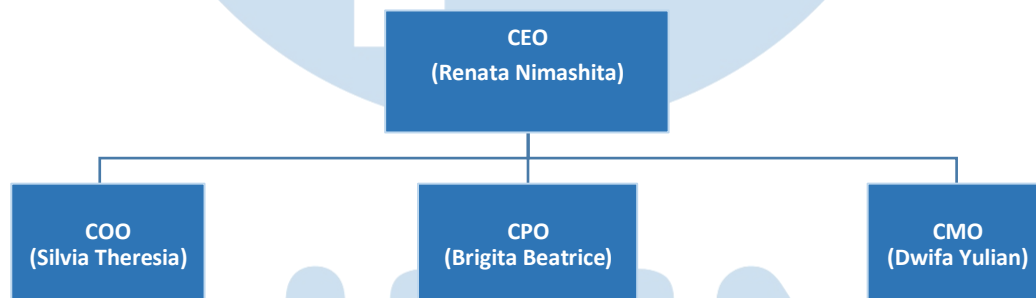 CEO
(Renata Nimashita)
COO
(Silvia Theresia)
CPO
(Brigita Beatrice)
CMO
(Dwifa Yulian)